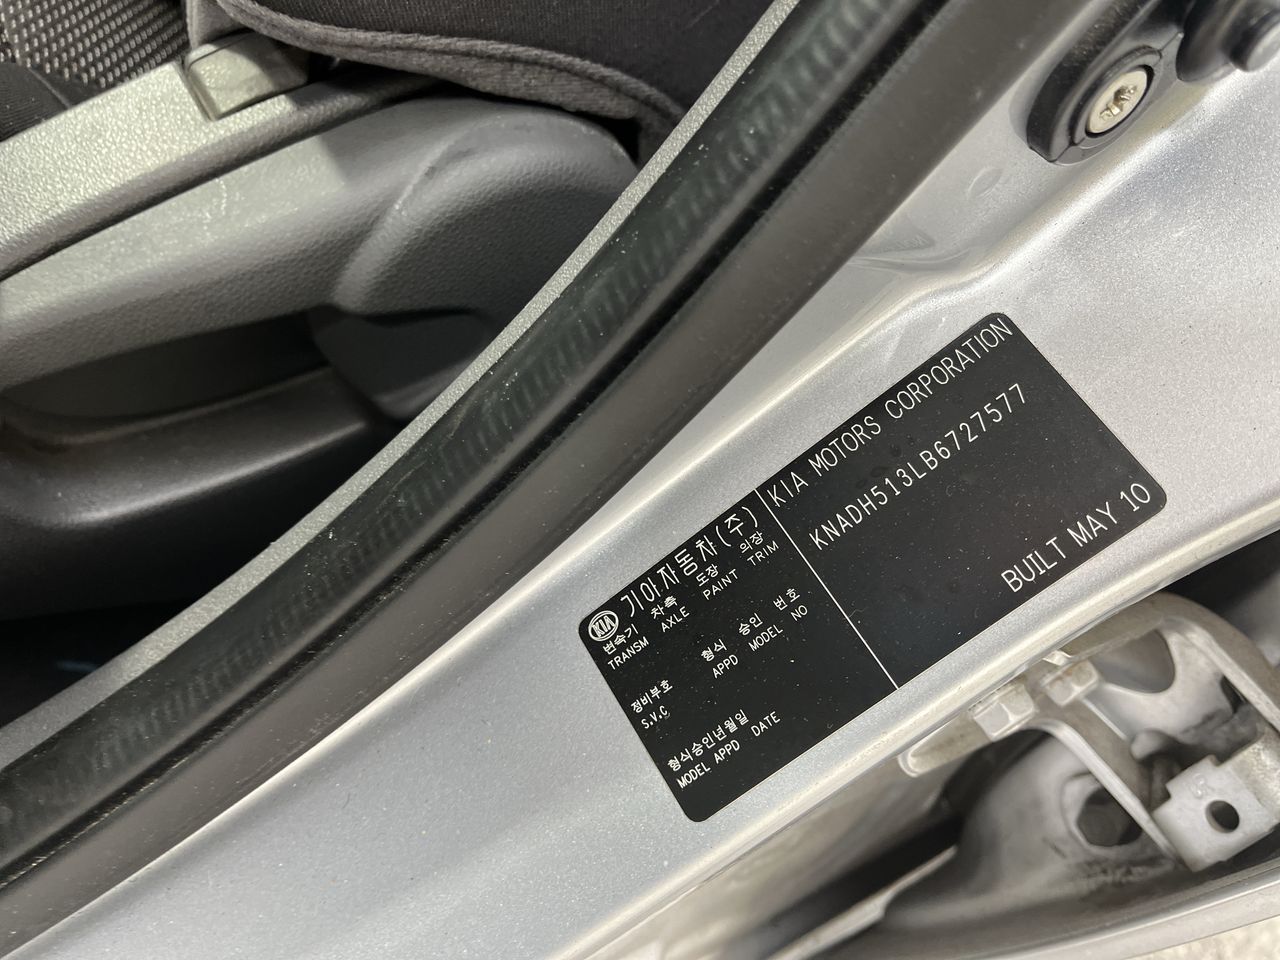 KIA 기아자동차(주)
KIA MOTORS CORPORATION
변속기 차축 도장 의장
TRANSM AXLE PAINT TRIM
KNADH513LB6727577
형식 승인 번호
APPD MODEL NO
정비부호
S.V.C
BUILT MAY 10
형식승인년월일
MODEL APPD DATE